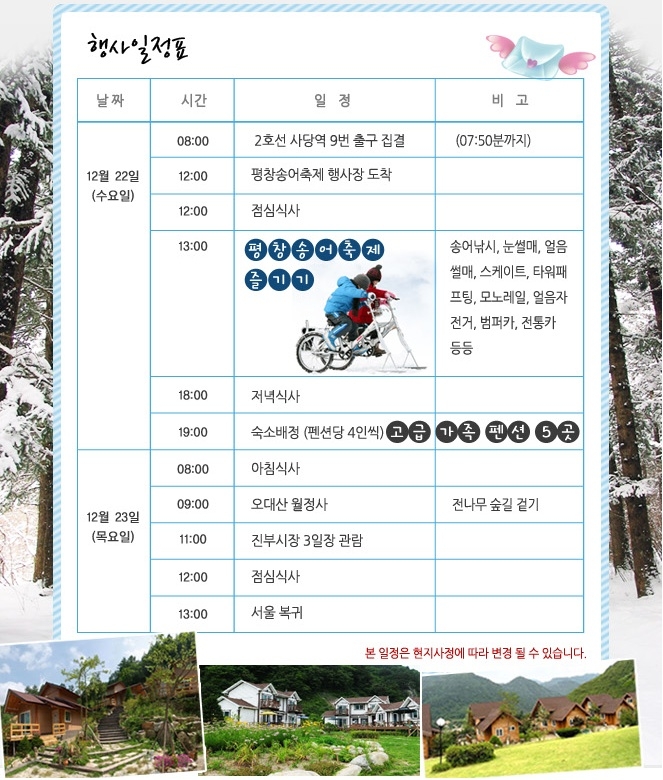 행사일정표
날짜 시간 일 정 비 고
12월 22일
(수요일)
08:00 2호선 사당역 9번 출구 집결 (07:50분까지)
12:00 평창송어축제 행사장 도착
12:00 점심식사
13:00 평창송어축제
즐기기
송어낚시, 눈썰매, 얼음
썰매, 스케이트, 타워패
프팅, 모노레일, 얼음자
전거, 범퍼카, 전통카
등등
18:00 저녁식사
19:00 숙소배정 (펜션당 4인씩) 고급 가족 펜션 5곳
12월 23일
(목요일)
08:00 아침식사
09:00 오대산 월정사 전나무 숲길 걷기
11:00 진부시장 3일장 관람
12:00 점심식사
13:00 서울 복귀
본 일정은 현지사정에 따라 변경 될 수 있습니다.